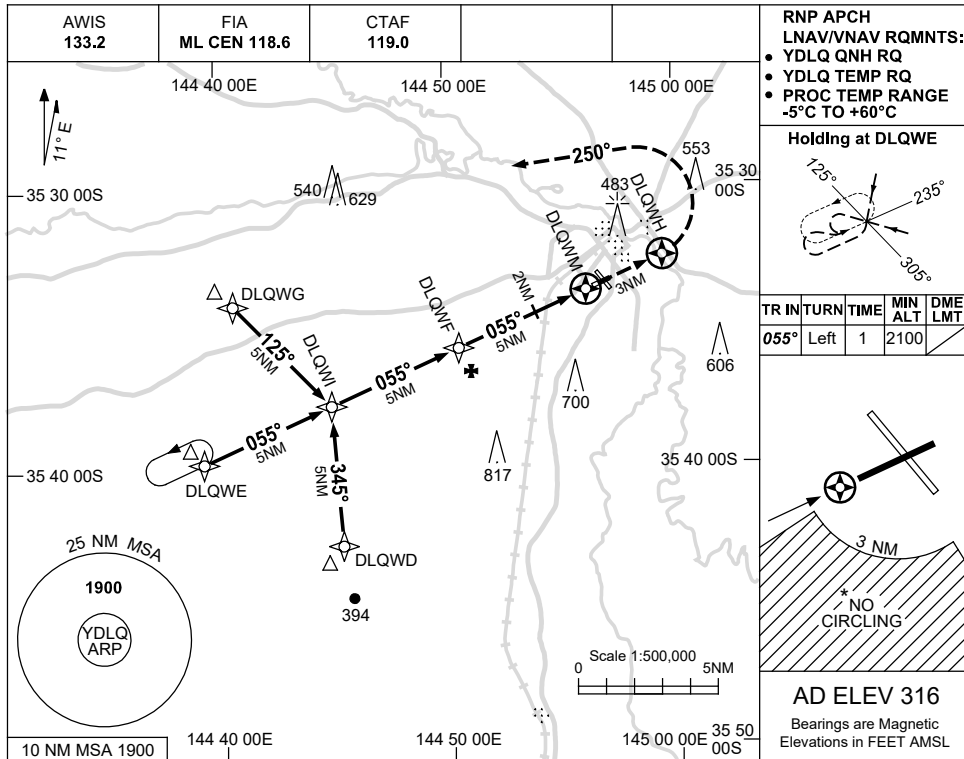 AWIS
133.2
FIA
ML CEN 118.6
CTAF
119.0
RNP APCH
LNAV/VNAV RQMNTS:
• YDLQ QNH RQ
• YDLQ TEMP RQ
• PROC TEMP RANGE
-5°C TO +60°C
144 40 00E
144 50 00E
145 00 00E
11° E
35 30 00S
35 30
00S
540
629
553
483
250°
DLQWH
DLQWM
3NM
2NM
DLQWG
125°
5NM
DLQWI
DLQWF
055°
5NM
055°
5NM
055°
5NM
DLQWE
345°
5NM
DLQWD
394
606
700
817
35 40 00S
35 40 00S
25 NM MSA
1900
YDLQ
ARP
Scale 1:500,000
0
5NM
10 NM MSA 1900
144 40 00E
144 50 00E
145 00 00E
35 50
00S
Holding at DLQWE
125°
235°
305°
TR IN TURN TIME MIN ALT DME LMT
055° Left 1 2100
3 NM
* NO
CIRCLING
AD ELEV 316
Bearings are Magnetic
Elevations in FEET AMSL